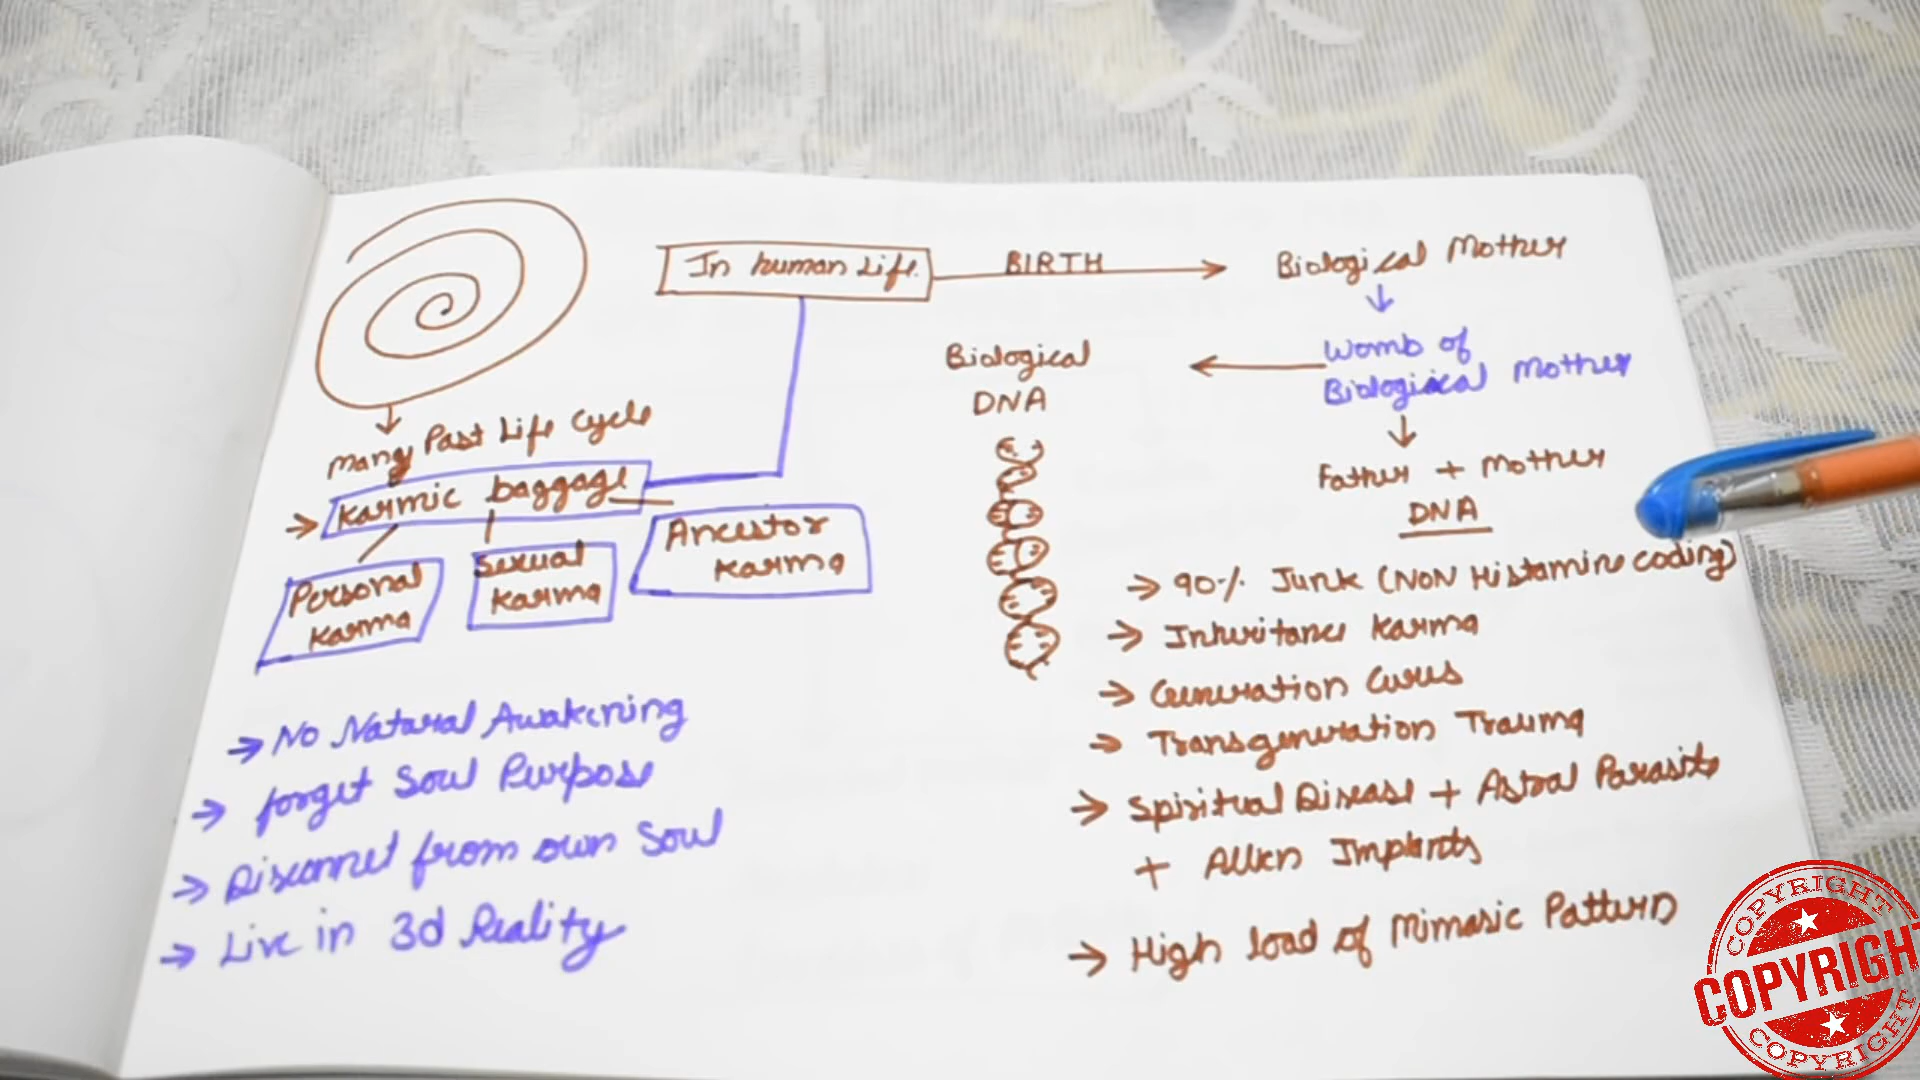 In human Life.
BIRTH
Biological Mother
Womb of
Biological Mother
Biological
DNA
Father + Mother
DNA
Many Past Life Cycle
Karmic baggage
Personal
Karma
Sexual
Karma
Ancestor
Karma
→ No Natural Awakening
→ forget Soul Purpose
→ Disconnet from own Soul
→ Live in 3d Reality
→ 90% Junk (NON Histamine coding)
→ Inheritance Karma
→ Generation Curses
→ Transgeneration Trauma
→ Spiritual Disease + Astral Parasite
+ Alien Implants
→ High load of Mimasic Pattern
COPYRIGHT
COPYRIGH
COPYRIGHT